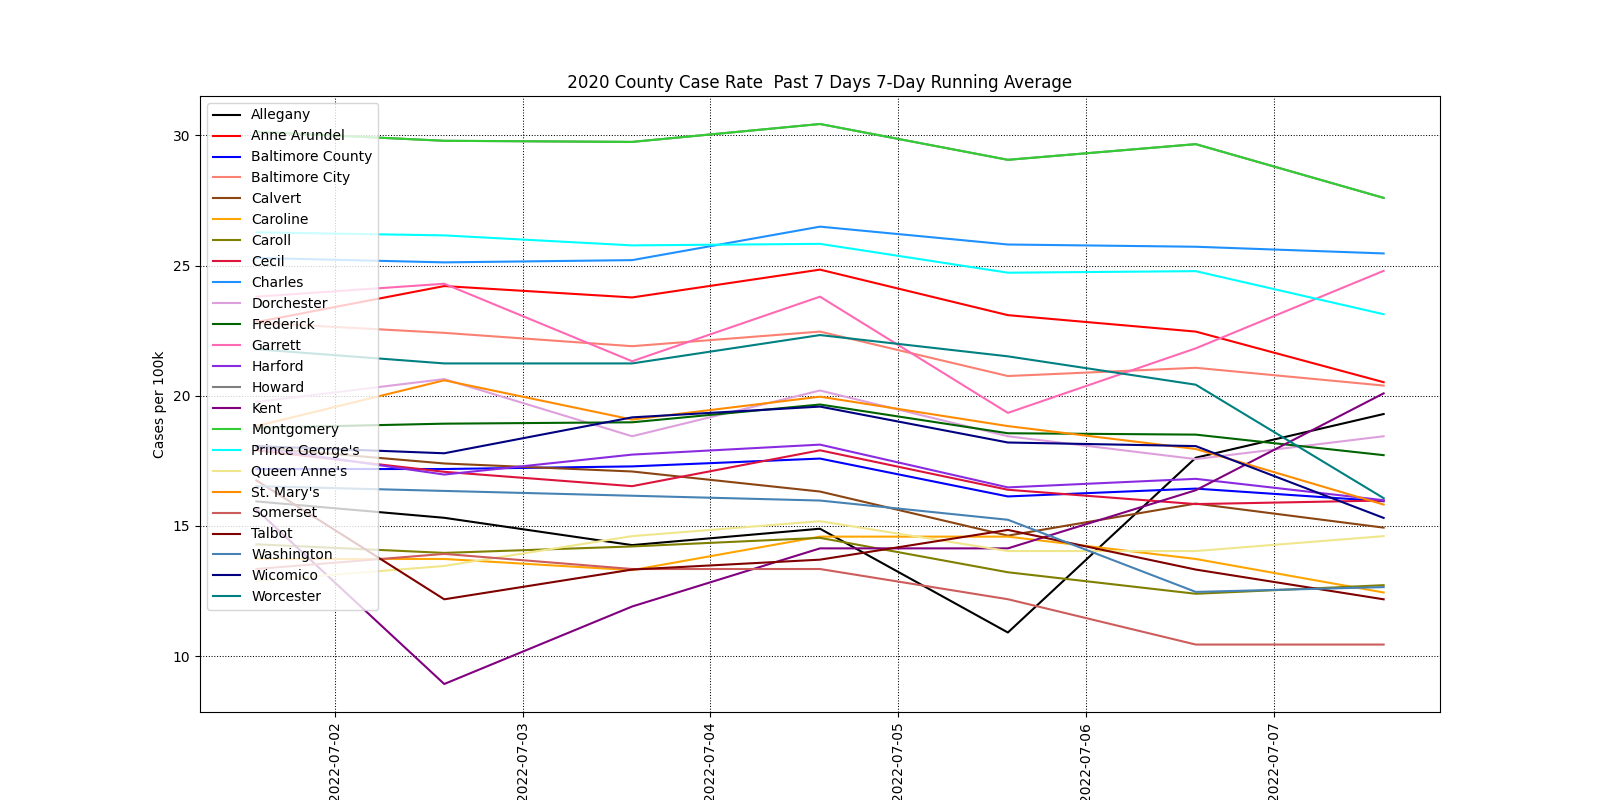 2020 County Case Rate  Past 7 Days 7-Day Running Average
Cases per 100k
30
25
20
15
10
Allegany
Anne Arundel
Baltimore County
Baltimore City
Calvert
Caroline
Caroll
Cecil
Charles
Dorchester
Frederick
Garrett
Harford
Howard
Kent
Montgomery
Prince George's
Queen Anne's
St. Mary's
Somerset
Talbot
Washington
Wicomico
Worcester
2022-07-02
2022-07-03
2022-07-04
2022-07-05
2022-07-06
2022-07-07